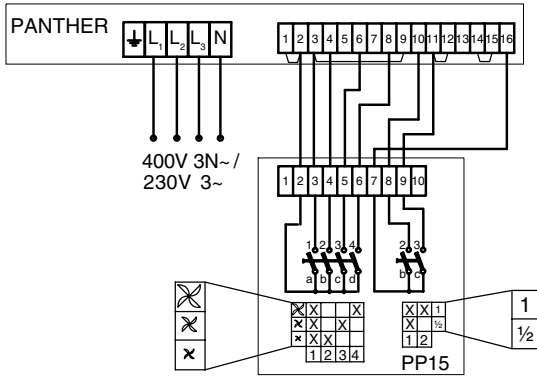 PANTHER
L1 L2 L3 N
1 2 3 4 5 6 7 8 9 10 11 12 13 14 15 16
400V 3N~ /
230V 3~
1 2 3 4 5 6 7 8 9 10
1 2 3 4 2 3
a b c d b c
X X X X 1
X X X ½
X X 1 2
1 2 3 4
PP15
1
½